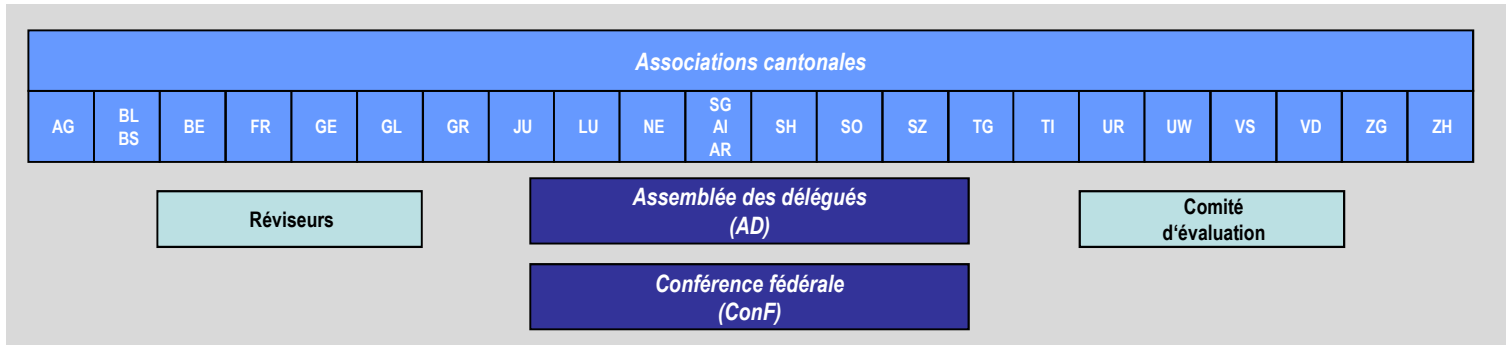 Associations cantonales
AG
BL
BS
BE
FR
GE
GL
GR
JU
LU
NE
SG
AI
AR
SH
SO
SZ
TG
TI
UR
UW
VS
VD
ZG
ZH
Réviseurs
Assemblée des délégués
(AD)
Comité
d‘évaluation
Conférence fédérale
(ConF)